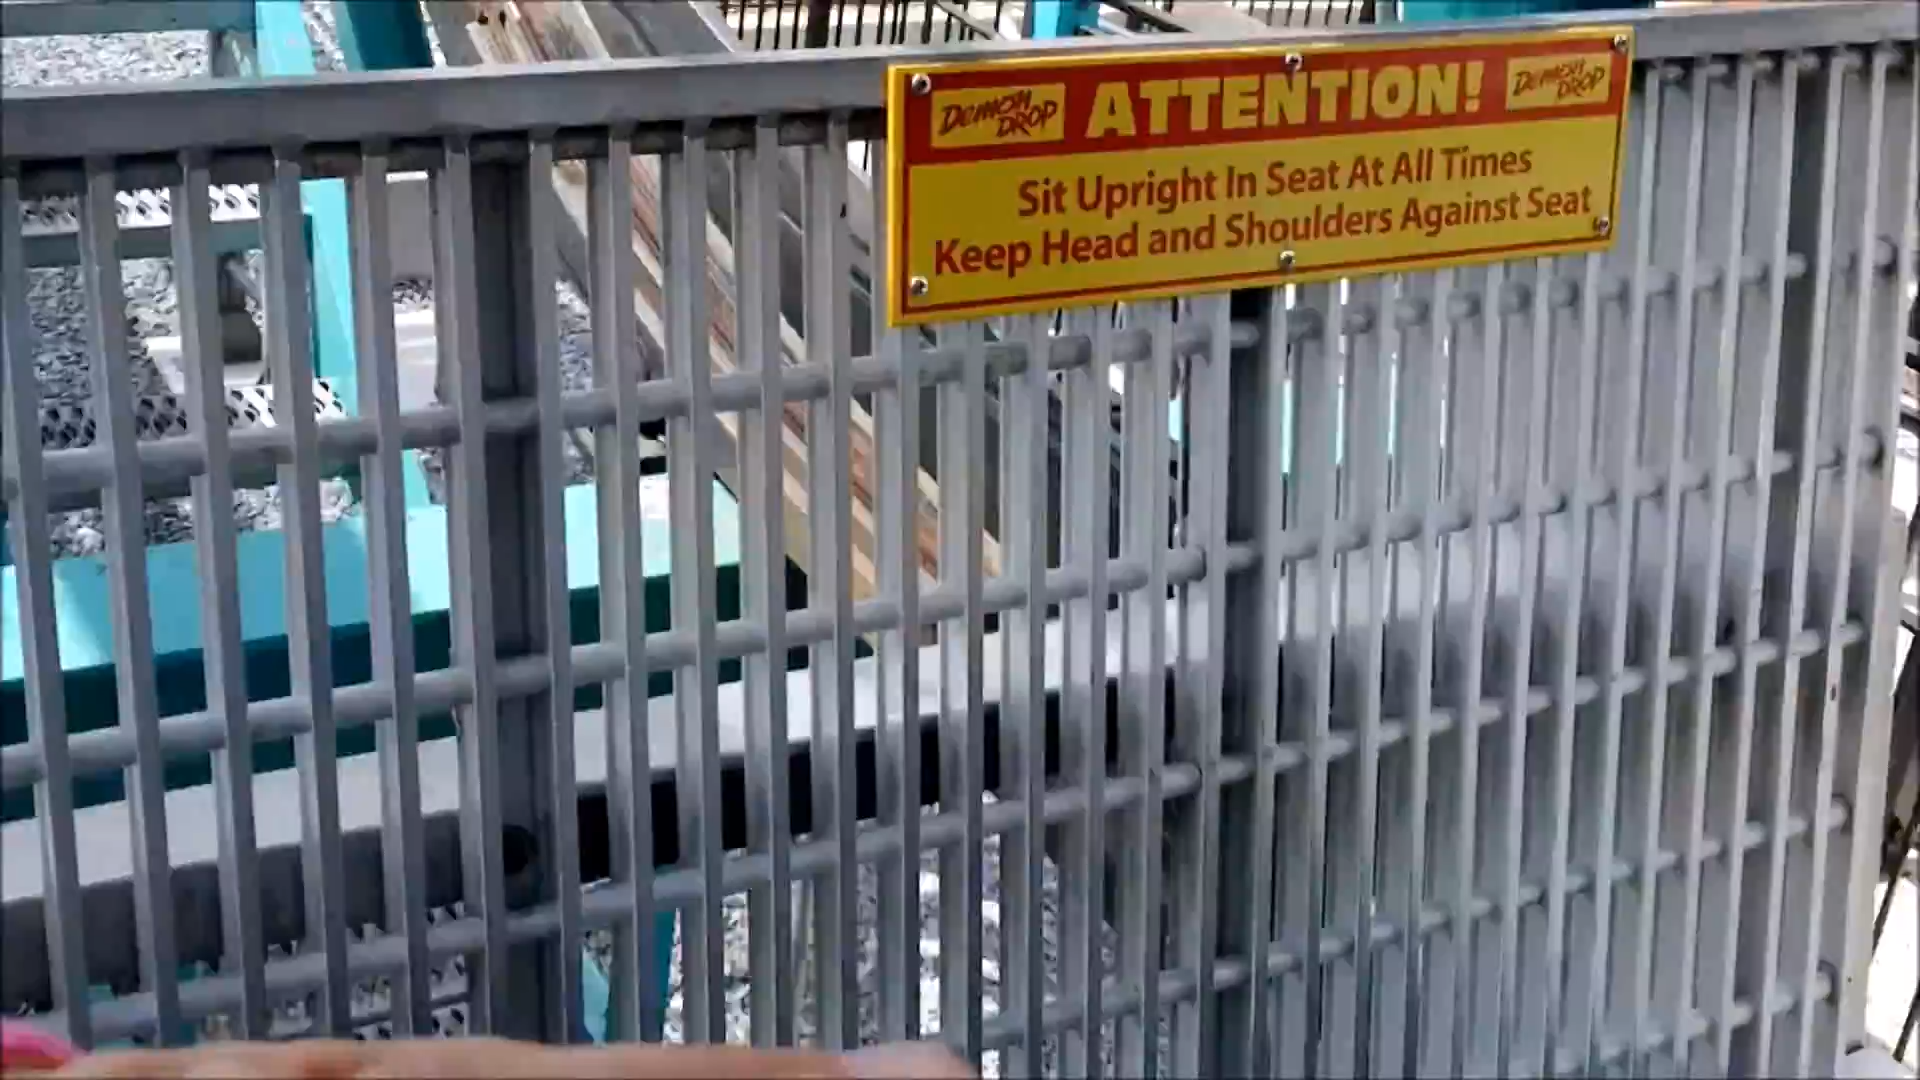 DEMON DROP ATTENTION! DEMON DROP
Sit Upright In Seat At All Times
Keep Head and Shoulders Against Seat